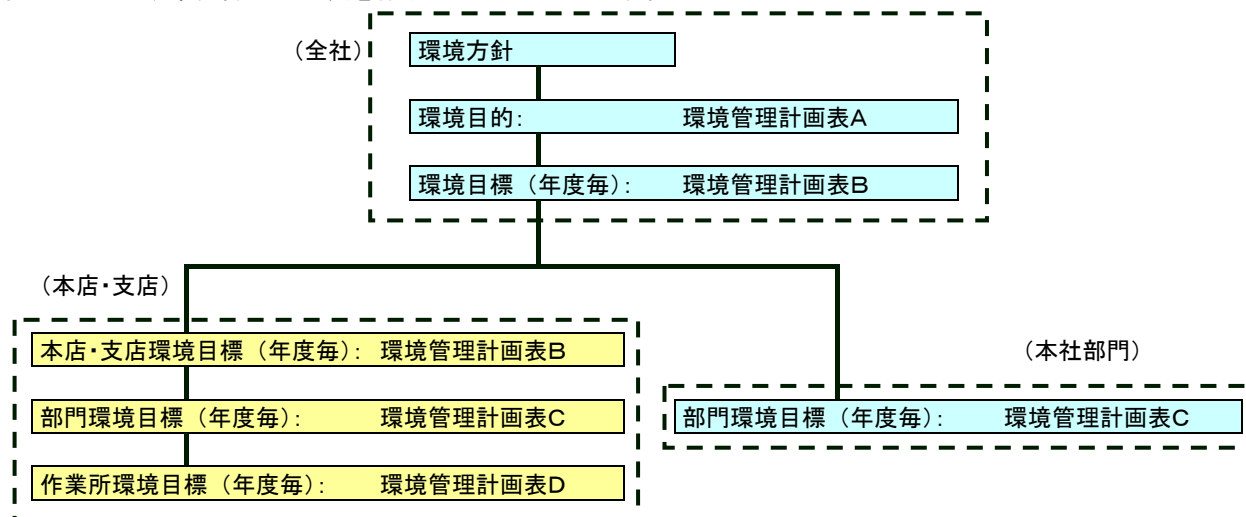 （全社）
環境方針
環境目的：　環境管理計画表A
環境目標（年度毎）：　環境管理計画表B
（本店・支店）
本店・支店環境目標（年度毎）：　環境管理計画表B
（本社部門）
部門環境目標（年度毎）：　環境管理計画表C
部門環境目標（年度毎）：　環境管理計画表C
作業所環境目標（年度毎）：　環境管理計画表D